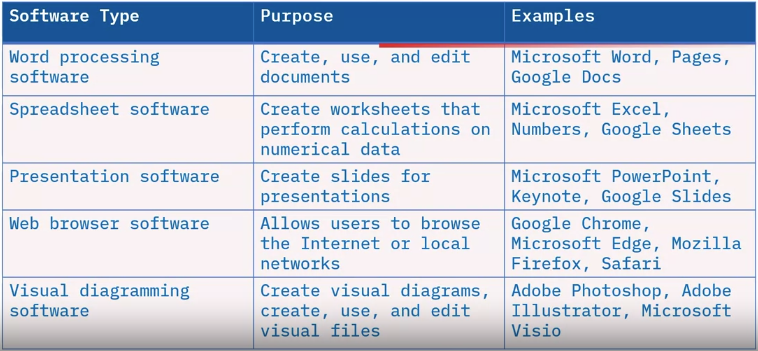 Software Type
Purpose
Examples
Word processing
software
Create, use, and edit
documents
Microsoft Word, Pages,
Google Docs
Spreadsheet software
Create worksheets that
perform calculations on
numerical data
Microsoft Excel,
Numbers, Google Sheets
Presentation software
Create slides for
presentations
Microsoft PowerPoint,
Keynote, Google Slides
Web browser software
Allows users to browse
the Internet or local
networks
Google Chrome,
Microsoft Edge, Mozilla
Firefox, Safari
Visual diagramming
software
Create visual diagrams,
create, use, and edit
visual files
Adobe Photoshop, Adobe
Illustrator, Microsoft
Visio